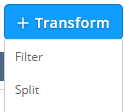 + Transform
Filter
Split